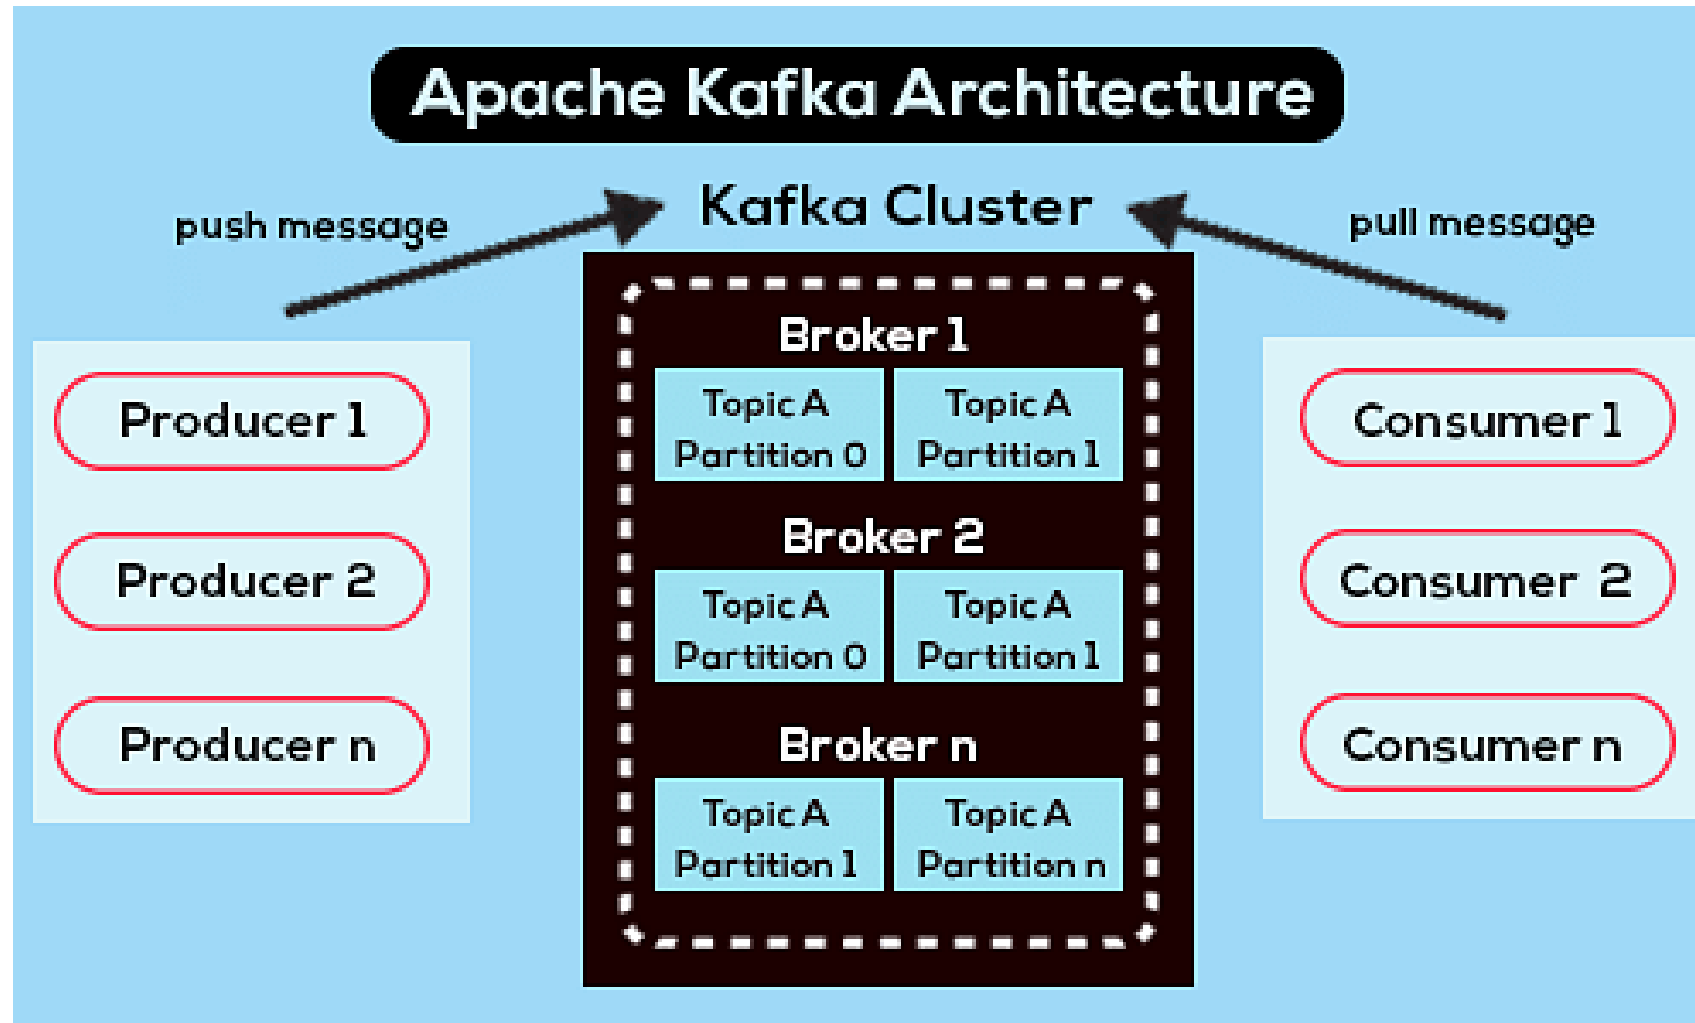 Apache Kafka Architecture
push message
Kafka Cluster
pull message
Producer 1
Producer 2
Producer n
Broker 1
Topic A
Partition 0
Topic A
Partition 1
Broker 2
Topic A
Partition 0
Topic A
Partition 1
Broker n
Topic A
Partition 1
Topic A
Partition n
Consumer 1
Consumer 2
Consumer n